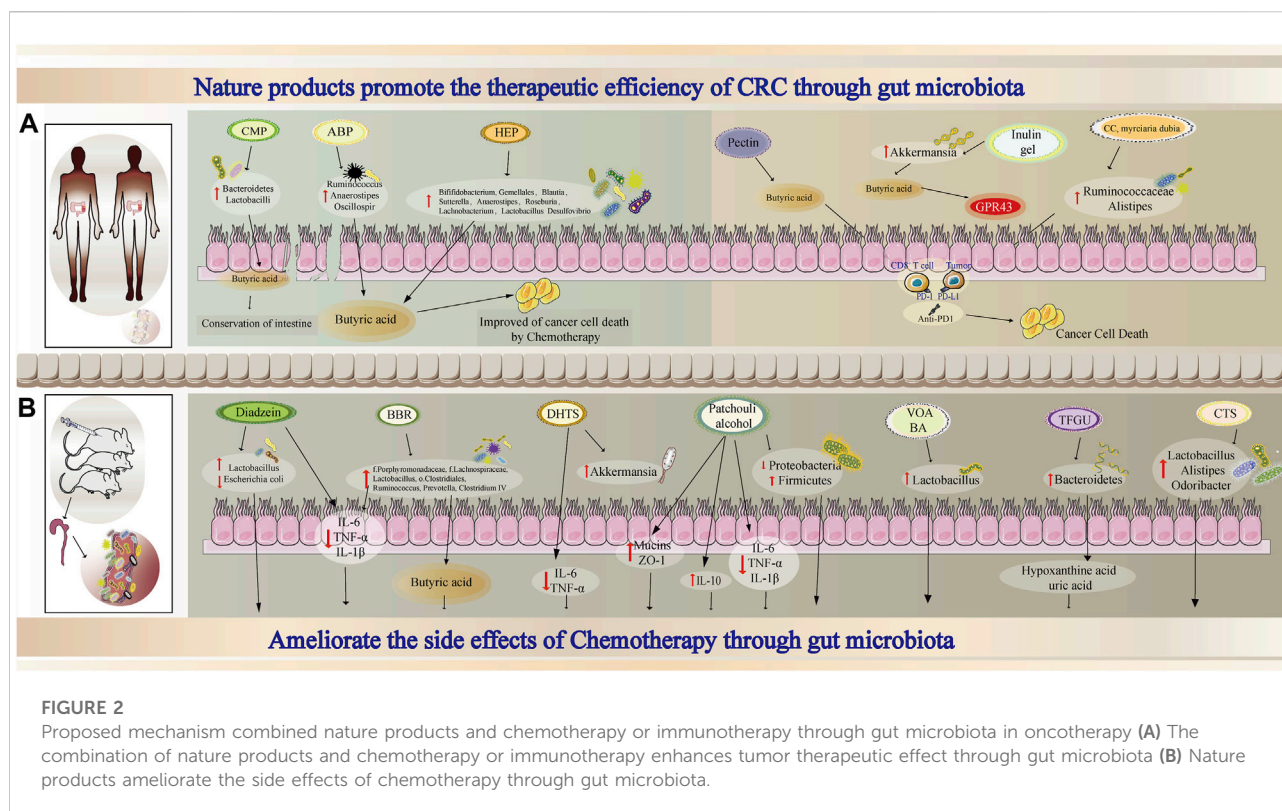 Nature products promote the therapeutic efficiency of CRC through gut microbiota
A
CMP
Bacteroidetes
Lactobacilli
Butyric acid
Conservation of intestine
ABP
Ruminococcus
Anaerostipes
Oscillospir
HEP
Bififidobacterium, Gemellales, Blautia,
Sutterella, Anaerostipes, Roseburia,
Lachnobacterium, Lactobacillus Desulfovibrio
Butyric acid
Improved of cancer cell death
by Chemotherapy
Pectin
Butyric acid
Inulin
gel
Akkermansia
Butyric acid
GPR43
CC, myrciaria dubia
Ruminococcaceae
Alistipes
CD8⁺ T cell
Tumor
PD-1
PD-L1
Anti-PD1
Cancer Cell Death
B
Diadzein
Lactobacillus
Escherichia coli
IL-6
TNF-α
IL-1β
BBR
f.Porphyromonadaceae, f.Lachnospiraceae,
Lactobacillus, o.Clostridiales,
Ruminococcus, Prevotella, Clostridium IV
Butyric acid
DHTS
Akkermansia
IL-6
TNF-α
Patchouli
alcohol
Proteobacteria
Firmicutes
Mucins
ZO-1
IL-10
IL-6
TNF-α
IL-1β
VOA
BA
Lactobacillus
TFGU
Bacteroidetes
Hypoxanthine acid
uric acid
CTS
Lactobacillus
Alistipes
Odoribacter
Ameliorate the side effects of Chemotherapy through gut microbiota
FIGURE 2
Proposed mechanism combined nature products and chemotherapy or immunotherapy through gut microbiota in oncotherapy (A) The
combination of nature products and chemotherapy or immunotherapy enhances tumor therapeutic effect through gut microbiota (B) Nature
products ameliorate the side effects of chemotherapy through gut microbiota.